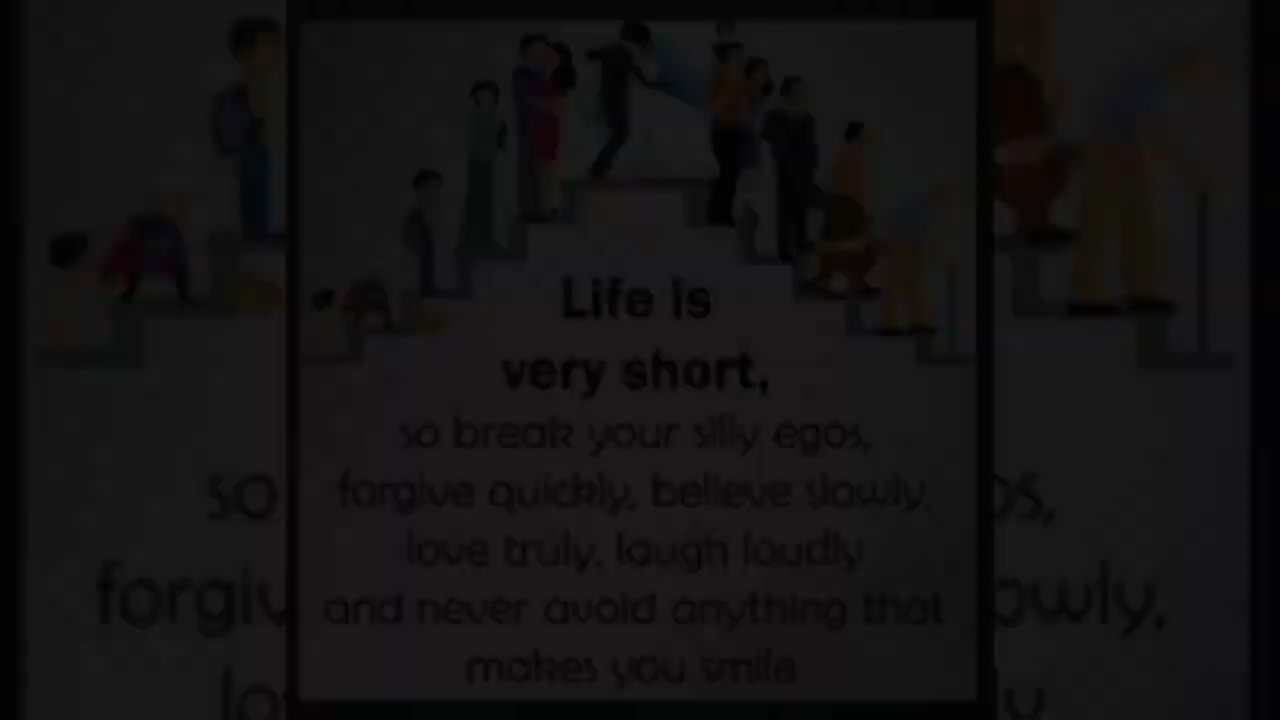 Life is
very short,
so break your silly egos,
forgive quickly, believe slowly,
love truly, laugh loudly
and never avoid anything that
makes you smile.